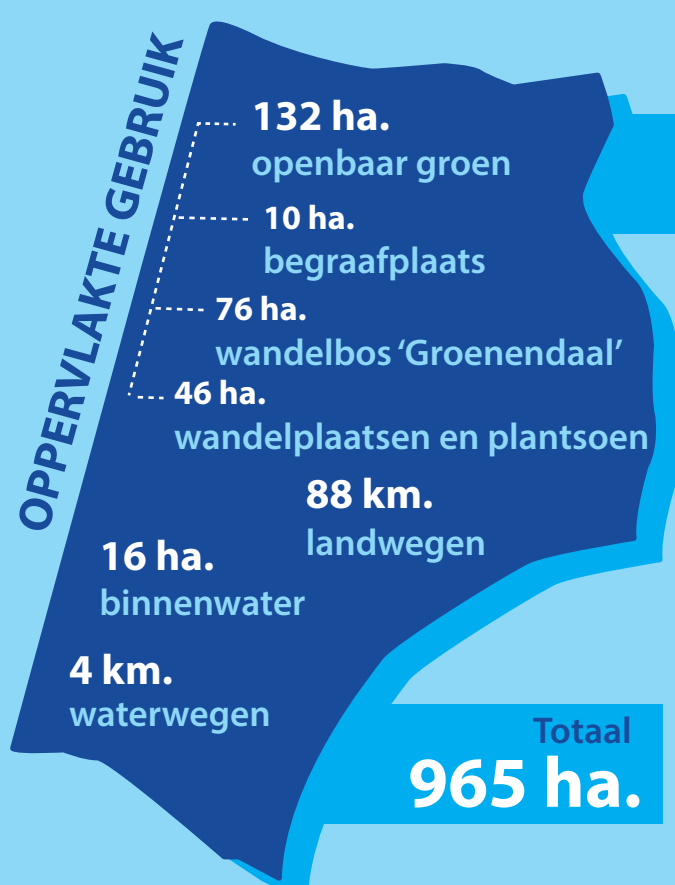 OPPERVLAKTE GEBRUIK
132 ha.
openbaar groen
10 ha.
begraafplaats
76 ha.
wandelbos ‘Groenendaal’
46 ha.
wandelplaatsen en plantsoen
88 km.
landwegen
16 ha.
binnenwater
4 km.
waterwegen
Totaal
965 ha.